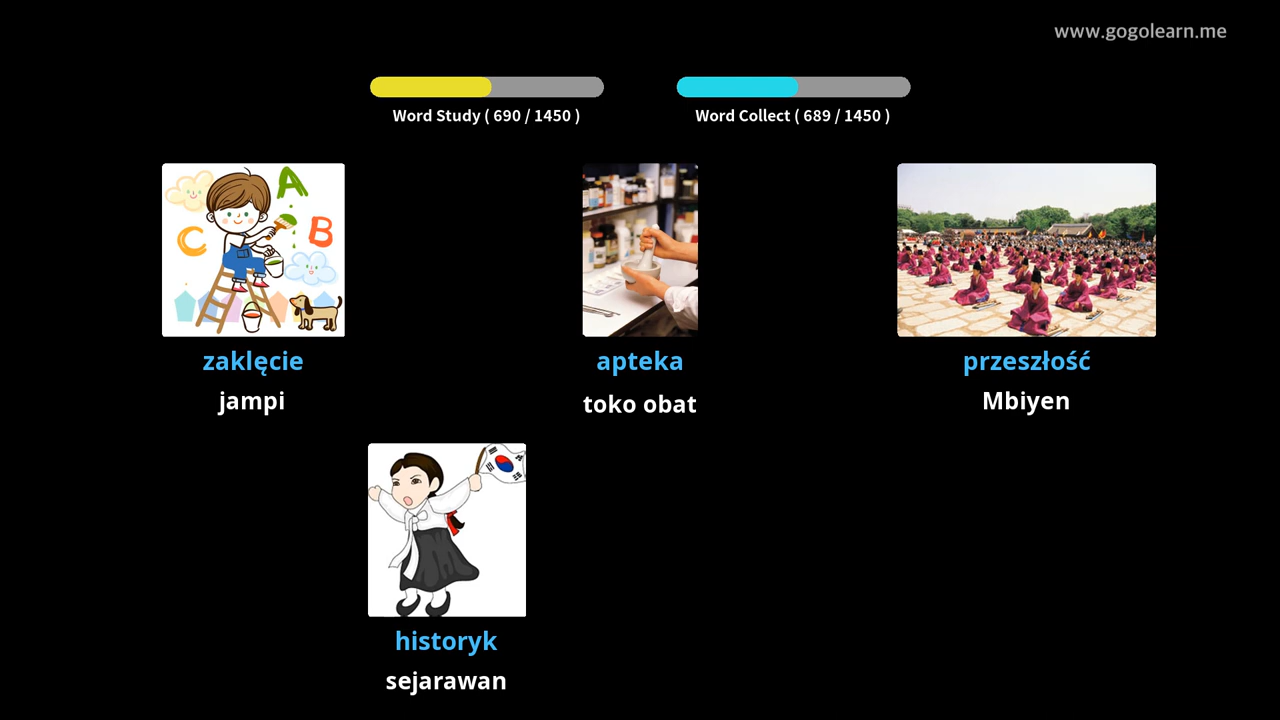 www.gogolearn.me
Word Study ( 690 / 1450 )
Word Collect ( 689 / 1450 )
A
B
C
zaklęcie
jampi
apteka
toko obat
przeszłość
Mbiyen
historyk
sejarawan